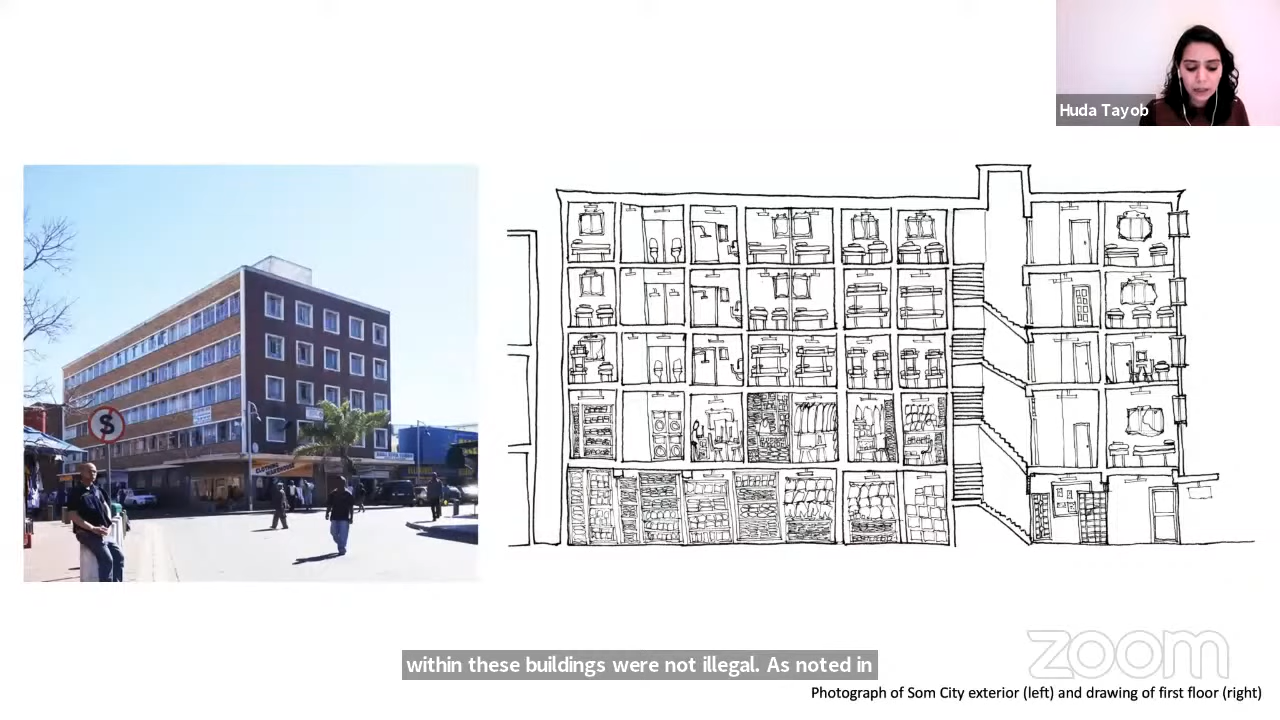 Huda Tayob
within these buildings were not illegal. As noted in
zoom
Photograph of Som City exterior (left) and drawing of first floor (right)